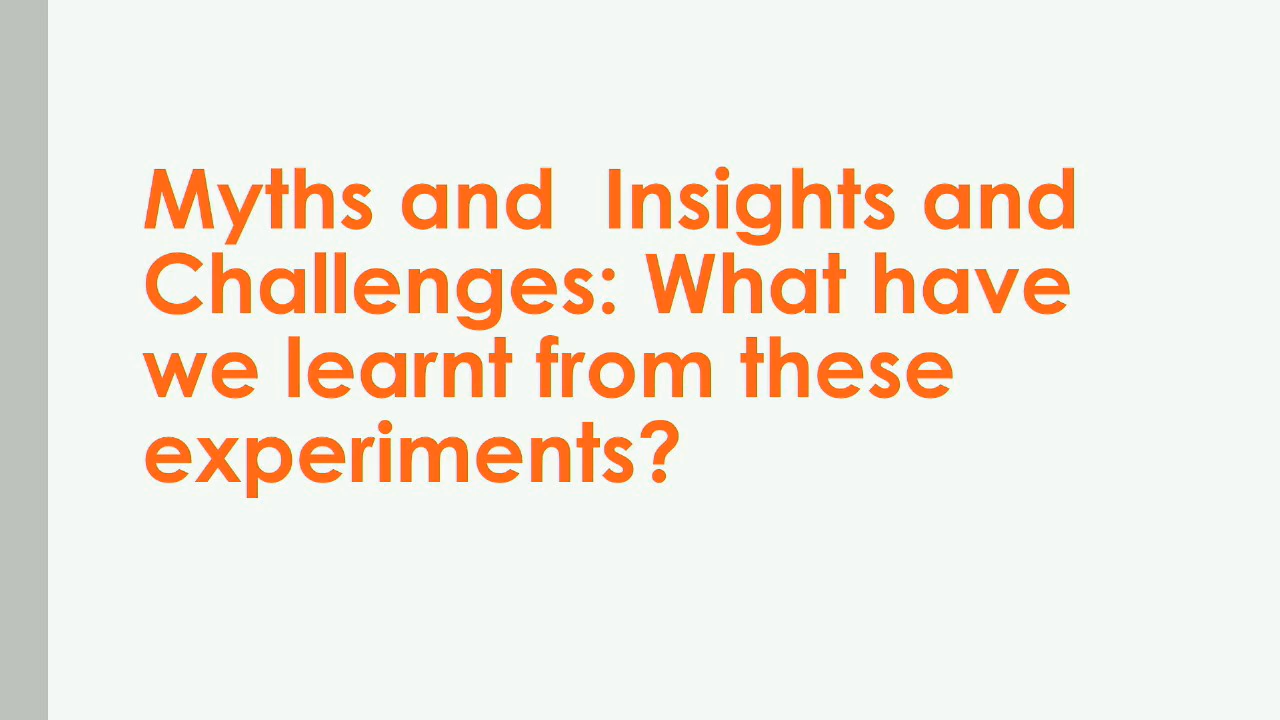 Myths and  Insights and
Challenges: What have
we learnt from these
experiments?